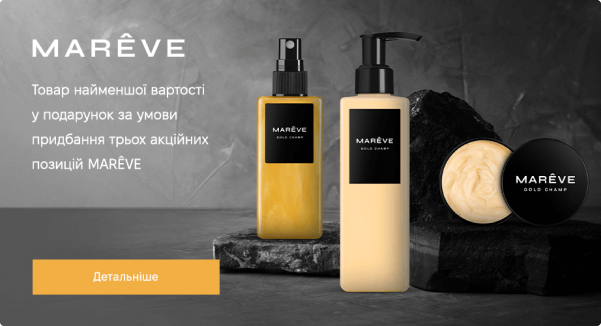 MARÊVE
Товар найменшої вартості
у подарунок за умови
придбання трьох акційних
позицій MARÊVE
Детальніше
MARÊVE
GOLD CHAMP
MARÊVE
GOLD CHAMP
MARÊVE
GOLD CHAMP